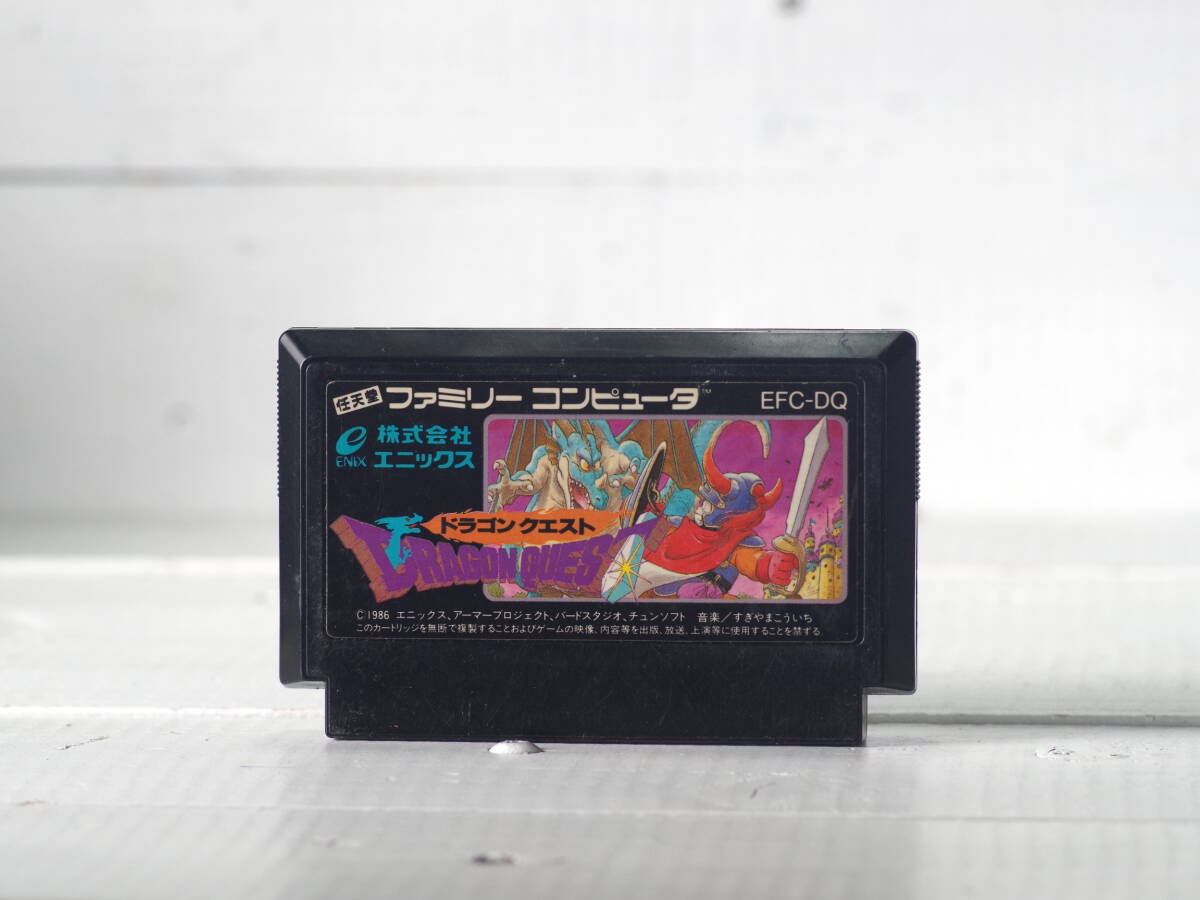 任天堂 ファミリー コンピュータ™ EFC-DQ
株式会社
ENIX エニックス
ドラゴン クエスト
DRAGON QUEST
©1986 エニックス、アーマープロジェクト、バードスタジオ、チュンソフト 音楽/すぎやまこういち
このカートリッジを無断で複製することおよびゲームの映像、内容等を出版、放送、上演等に使用することを禁ずる。